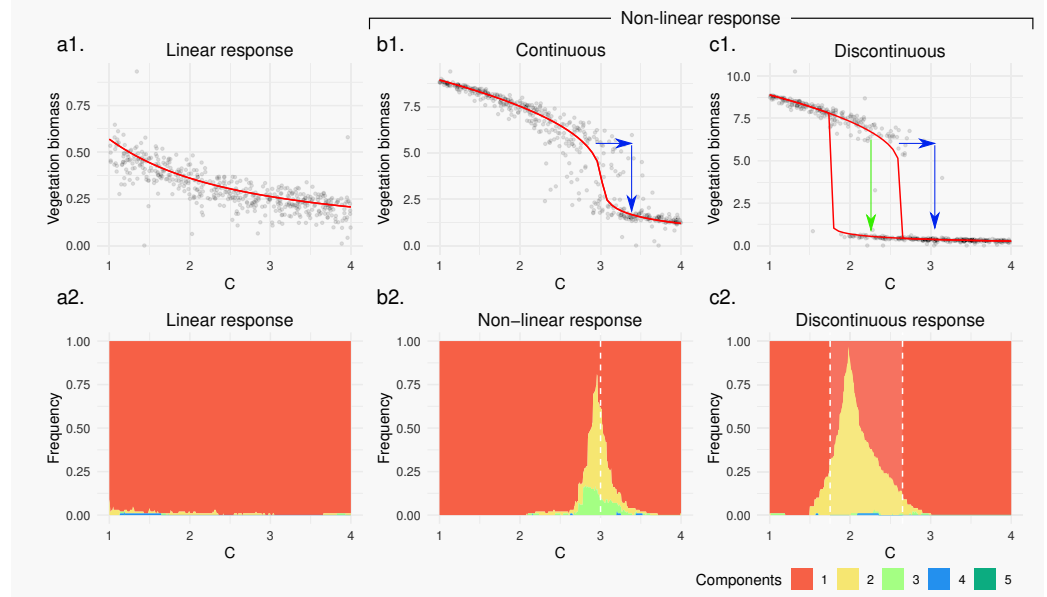 Non-linear response
a1. b1. c1.
Linear response Continuous Discontinuous
Vegetation biomass
0.75
0.50
0.25
0.00
1 2 3 4
C
Vegetation biomass
7.5
5.0
2.5
0.0
1 2 3 4
C
Vegetation biomass
10.0
7.5
5.0
2.5
0.0
1 2 3 4
C
a2. b2. c2.
Linear response Non−linear response Discontinuous response
Frequency
1.00
0.75
0.50
0.25
0.00
1 2 3 4
C
Frequency
1.00
0.75
0.50
0.25
0.00
1 2 3 4
C
Frequency
1.00
0.75
0.50
0.25
0.00
1 2 3 4
C
Components 1 2 3 4 5